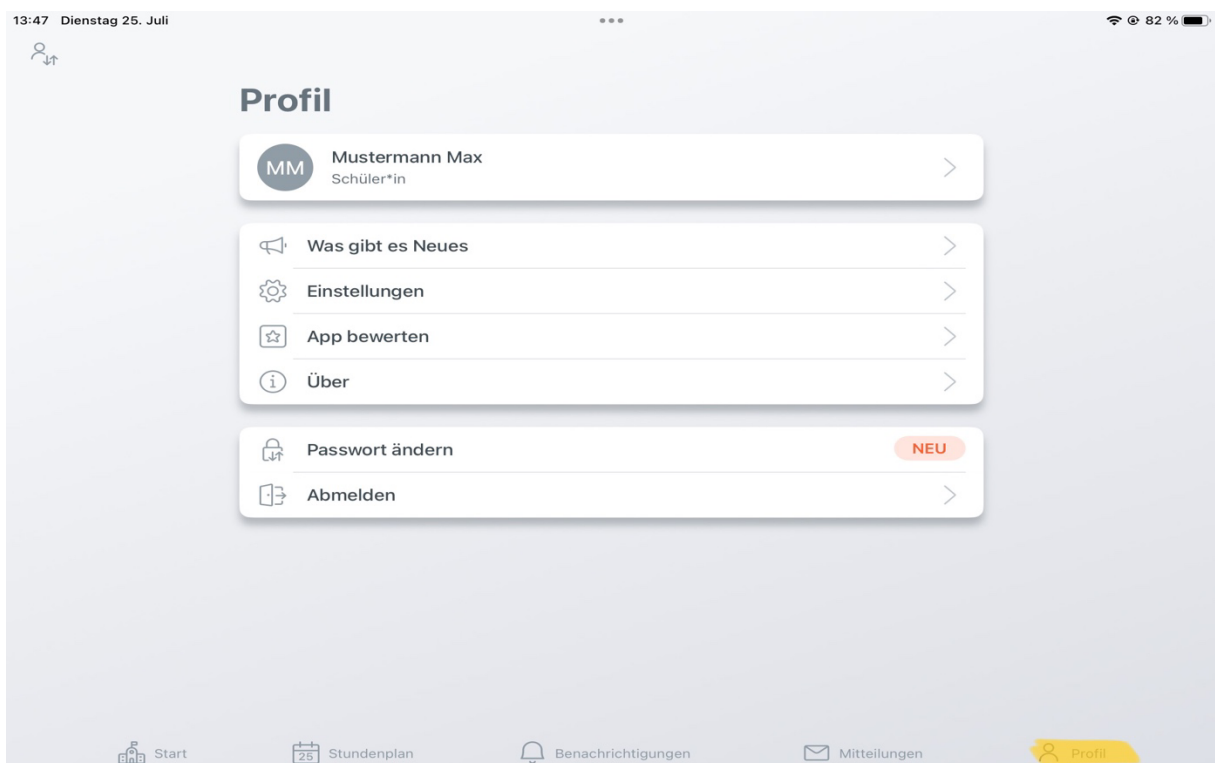 13:47 Dienstag 25. Juli
82 %
Profil
MM
Mustermann Max
Schüler*in
Was gibt es Neues
Einstellungen
App bewerten
Über
Passwort ändern NEU
Abmelden
Start 25 Stundenplan Benachrichtigungen Mitteilungen Profil